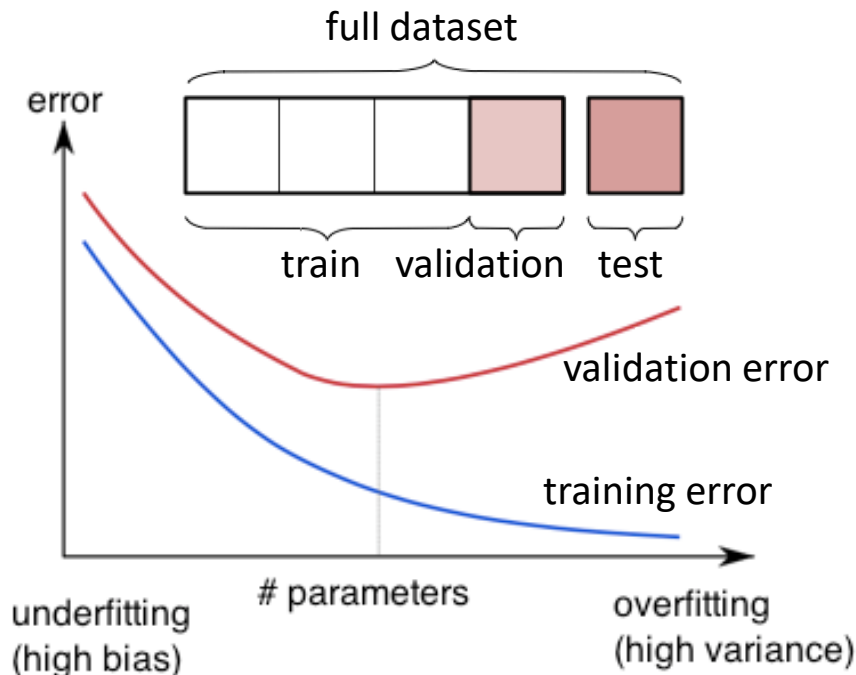 full dataset
error
train validation test
validation error
training error
# parameters
underfitting
(high bias)
overfitting
(high variance)